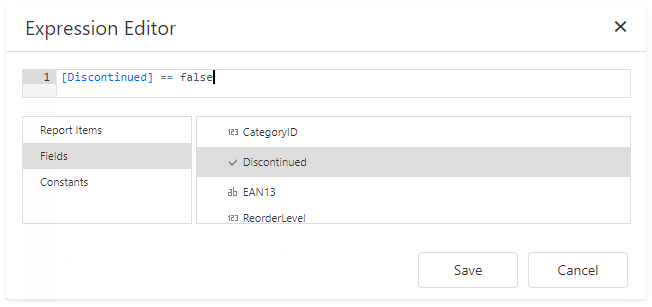 Expression Editor
1 [Discontinued] == false
Report Items
Fields
Constants
123 CategoryID
Discontinued
ab EAN13
123 ReorderLevel
Save
Cancel